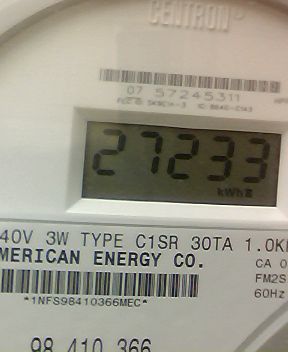 CENTRON
07 57245311
27233
kWh
40V 3W TYPE C1SR 30TA 1.0K
MERICAN ENERGY CO.
CA 0
FM2S
60Hz
*1NFS98410366MEC*
98 410 366